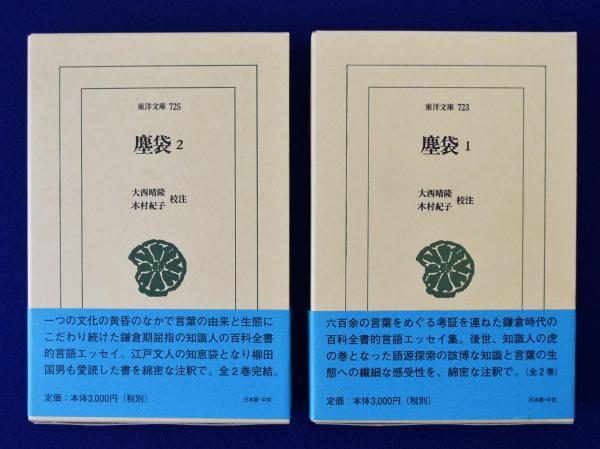 東洋文庫 725
塵袋 2
大西晴隆
木村紀子 校注
一つの文化の黄昏のなかで言葉の由来と生態に
こだわり続けた鎌倉期屈指の知識人の百科全書
的言語エッセイ。江戸文人の知恵袋となり柳田
国男も愛読した書を綿密な注釈で。全2巻完結。
定価:本体3,000円(税別)
日本語・中世
東洋文庫 723
塵袋 1
大西晴隆
木村紀子 校注
六百余の言葉をめぐる考証を連ねた鎌倉時代の
百科全書的言語エッセイ集。後世、知識人の虎
の巻となった語源探索の該博な知識と言葉の生
態への繊細な感受性を、綿密な注釈で。(全2巻)
定価:本体3,000円(税別)
日本語・中世